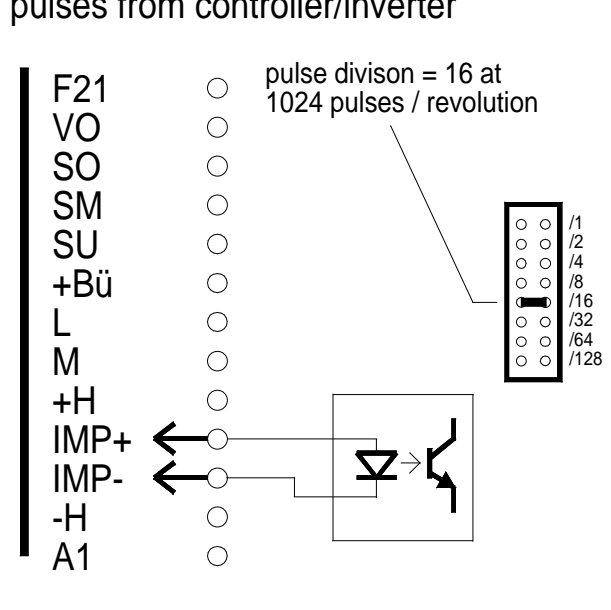 pulses from controller/inverter
pulse divison = 16 at
1024 pulses / revolution
F21
VO
SO
SM
SU
+Bü
L
M
+H
IMP+
IMP-
-H
A1
/1
/2
/4
/8
/16
/32
/64
/128